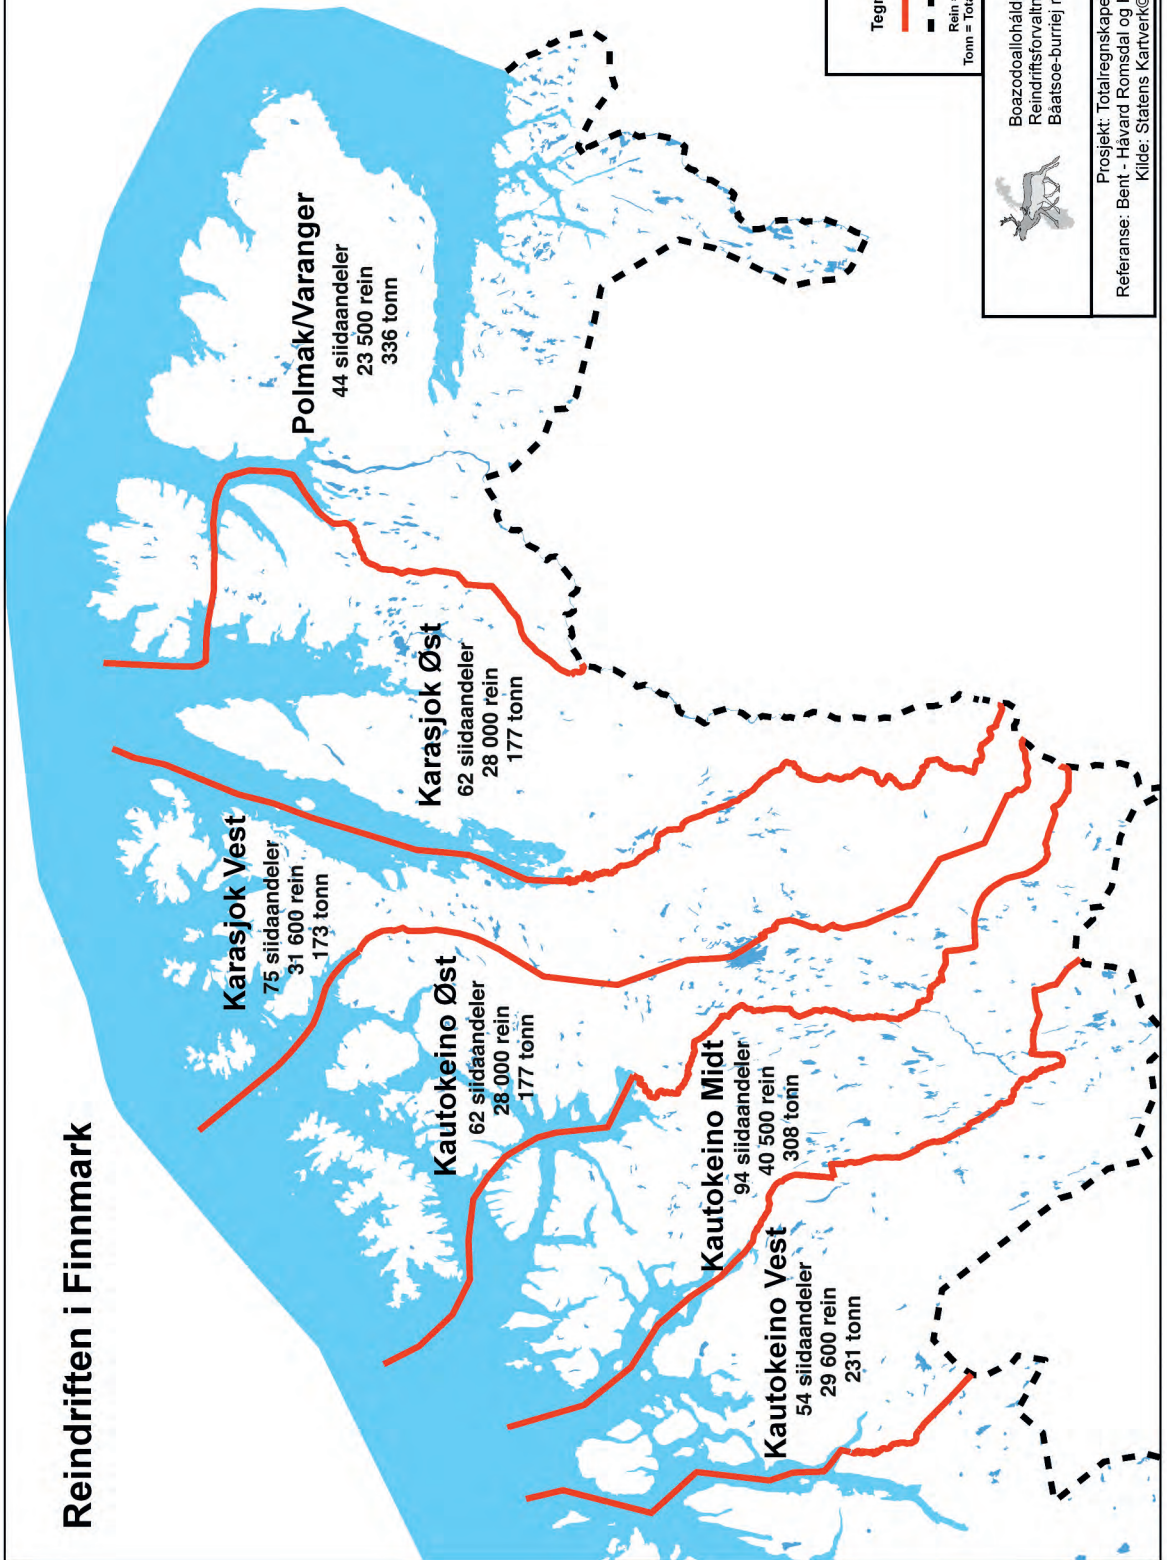 Reindriften i Finnmark
Polmak/Varanger
44 siidaandeler
23 500 rein
336 tonn
Karasjok Øst
62 siidaandeler
28 000 rein
177 tonn
Karasjok Vest
75 siidaandeler
31 600 rein
173 tonn
Kautokeino Øst
62 siidaandeler
28 000 rein
177 tonn
Kautokeino Midt
94 siidaandeler
40 500 rein
308 tonn
Kautokeino Vest
54 siidaandeler
29 600 rein
231 tonn
Rein
Tonn =
Prosjekt: Totalregnskape
Referanse: Bent - Håvard Romsdal og
Kilde: Statens Kartverk©